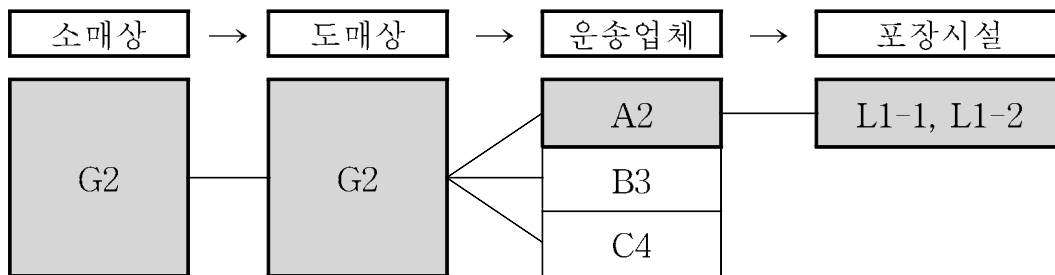 소매상 → 도매상 → 운송업체 → 포장시설
A2 L1-1, L1-2
G2 G2 B3
C4